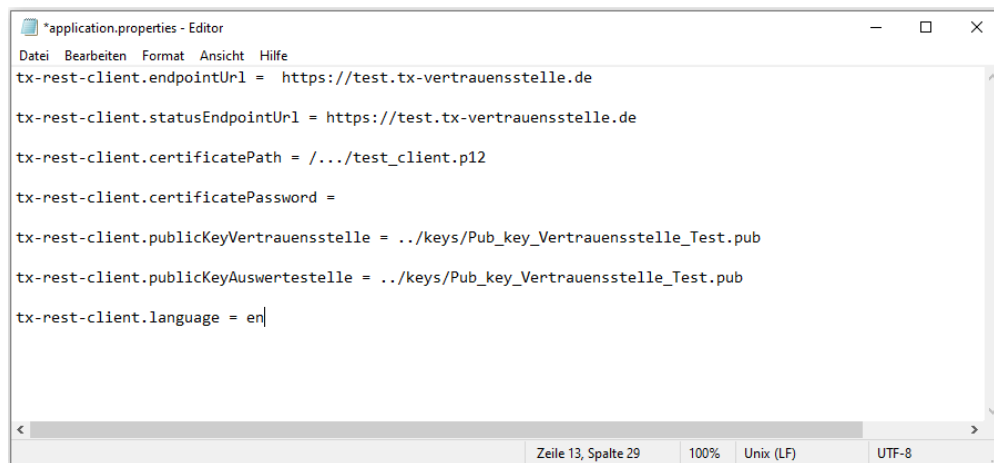 *application.properties - Editor
Datei Bearbeiten Format Ansicht Hilfe
tx-rest-client.endpointUrl =  https://test.tx-vertrauensstelle.de
tx-rest-client.statusEndpointUrl = https://test.tx-vertrauensstelle.de
tx-rest-client.certificatePath = /.../test_client.p12
tx-rest-client.certificatePassword =
tx-rest-client.publicKeyVertrauensstelle = ../keys/Pub_key_Vertrauensstelle_Test.pub
tx-rest-client.publicKeyAuswertestelle = ../keys/Pub_key_Vertrauensstelle_Test.pub
tx-rest-client.language = en
Zeile 13, Spalte 29 100% Unix (LF) UTF-8